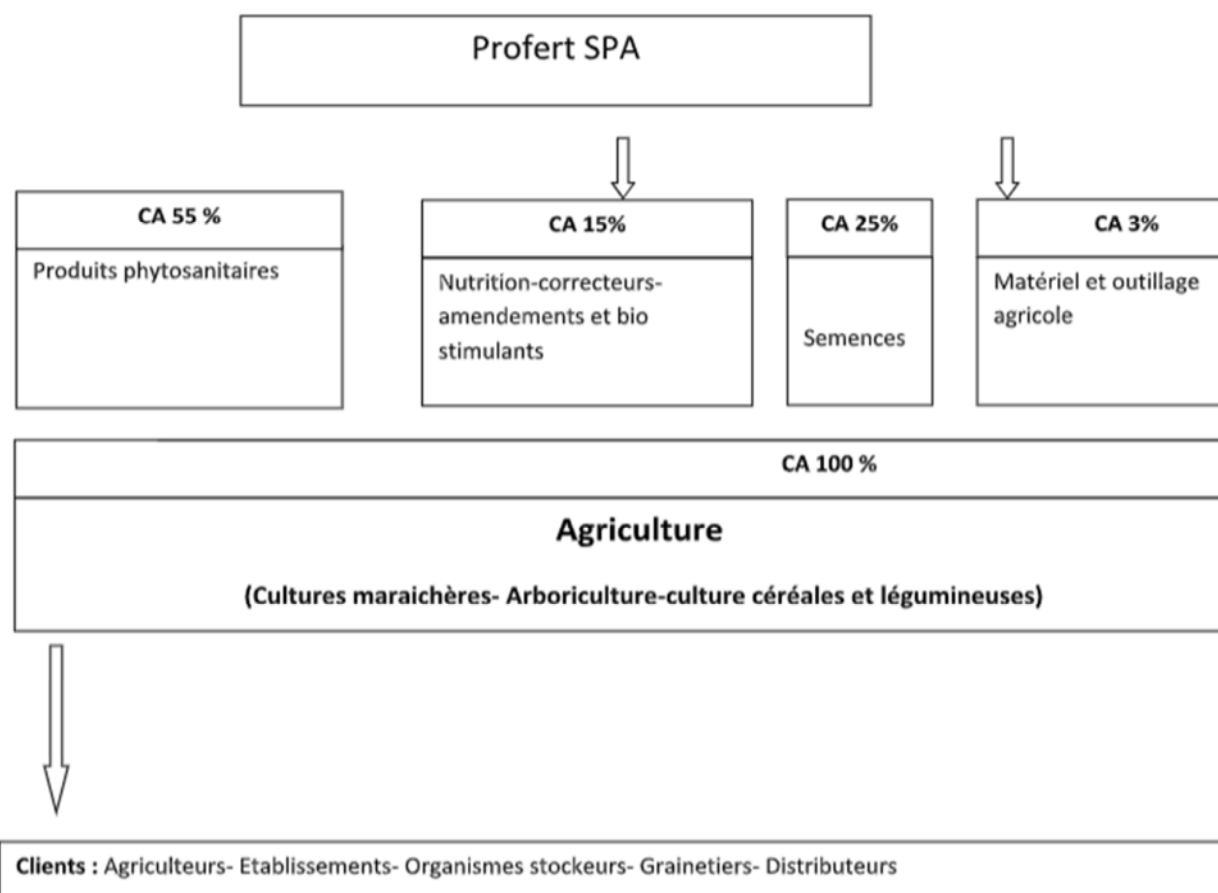 Profert SPA
CA 55 %
Produits phytosanitaires
CA 15%
Nutrition-correcteurs-
amendements et bio
stimulants
CA 25%
Semences
CA 3%
Matériel et outillage
agricole
CA 100 %
Agriculture
(Cultures maraichères- Arboriculture-culture céréales et légumineuses)
Clients : Agriculteurs- Etablissements- Organismes stockeurs- Grainetiers- Distributeurs